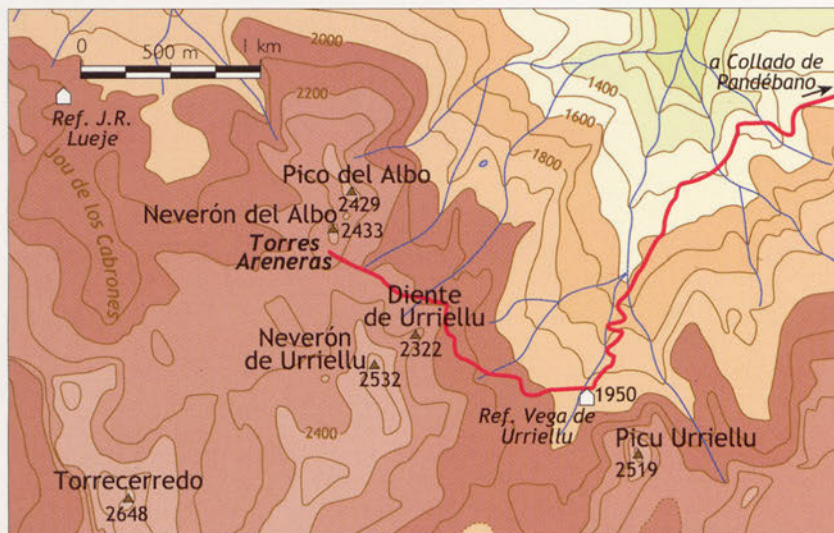 0
500 m
1 km
2000
2200
1400
1600
1800
a Collado de
Pandébano
Ref. J.R.
Lueje
Jou de los Cabrones
Pico del Albo
2429
Neverón del Albo
2433
Torres
Areneras
Diente
de Urriellu
2322
Neverón
de Urriellu
2532
1950
Ref. Vega de
Urriellu
2400
Picu Urriellu
2519
Torrecerredo
2648